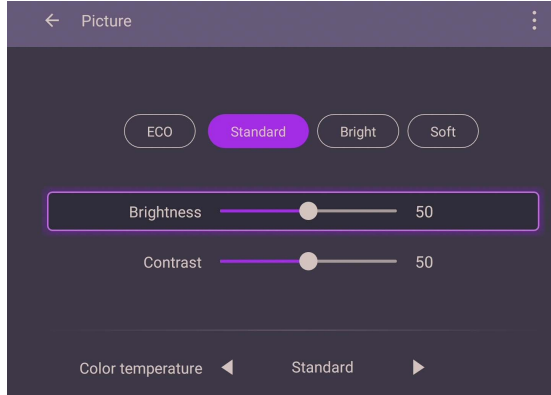 Picture
ECO Standard Bright Soft
Brightness 50
Contrast 50
Color temperature Standard